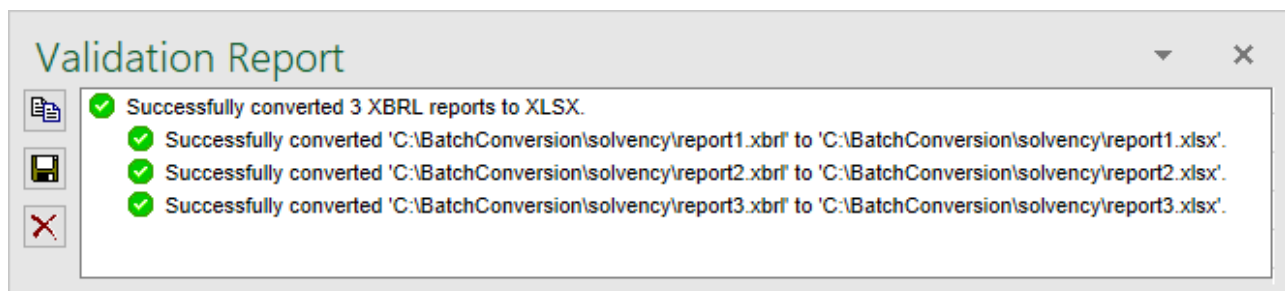 Validation Report
Successfully converted 3 XBRL reports to XLSX.
Successfully converted 'C:\BatchConversion\solvency\report1.xbrl' to 'C:\BatchConversion\solvency\report1.xlsx'.
Successfully converted 'C:\BatchConversion\solvency\report2.xbrl' to 'C:\BatchConversion\solvency\report2.xlsx'.
Successfully converted 'C:\BatchConversion\solvency\report3.xbrl' to 'C:\BatchConversion\solvency\report3.xlsx'.